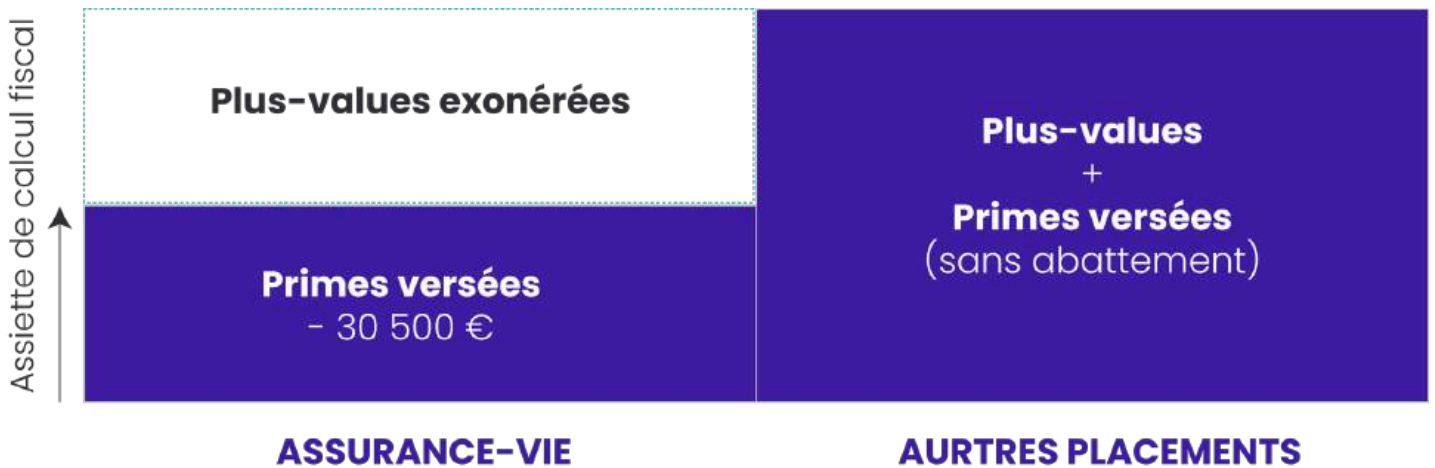 Assiette de calcul fiscal
Plus-values exonérées
Primes versées
- 30 500 €
Plus-values
+
Primes versées
(sans abattement)
ASSURANCE-VIE
AURTRES PLACEMENTS